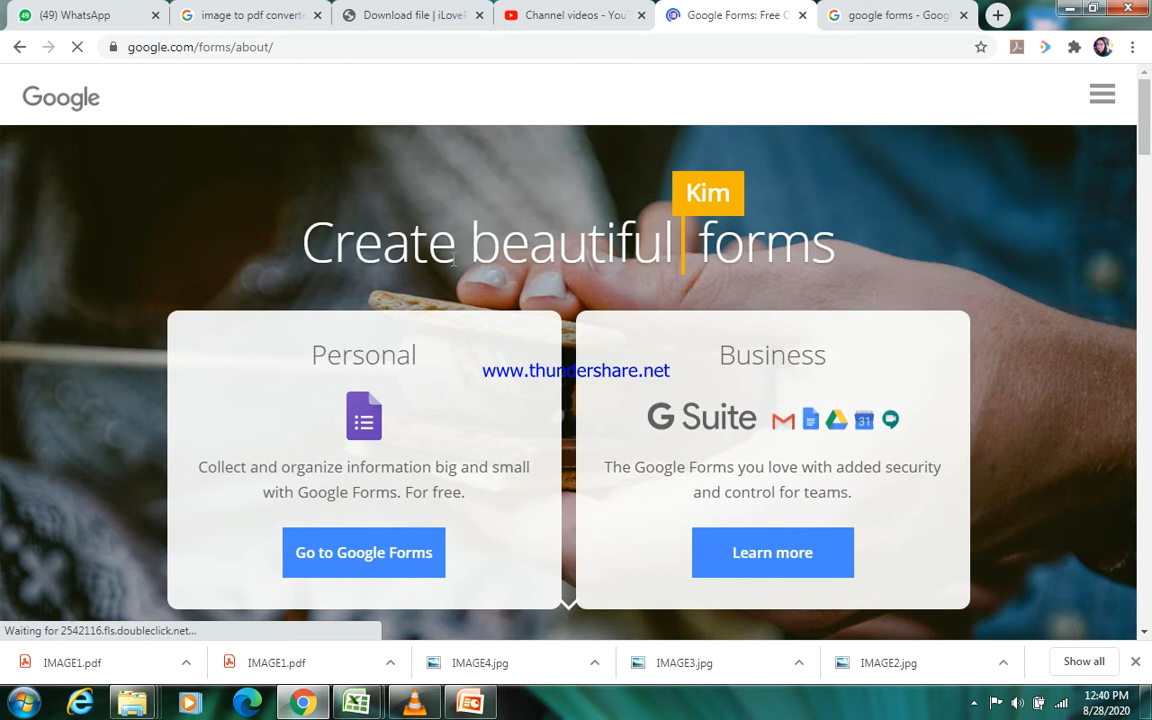 (49) WhatsApp
image to pdf converte
Download file | iLoveP
Channel videos - YouT
Google Forms: Free O
google forms - Googl
google.com/forms/about/
Google
Kim
Create beautiful forms
Personal
Business
www.thundershare.net
G Suite
31
Collect and organize information big and small
with Google Forms. For free.
The Google Forms you love with added security
and control for teams.
Go to Google Forms
Learn more
Waiting for 2542116.fls.doubleclick.net...
IMAGE1.pdf
IMAGE1.pdf
IMAGE4.jpg
IMAGE3.jpg
IMAGE2.jpg
Show all
12:40 PM
8/28/2020